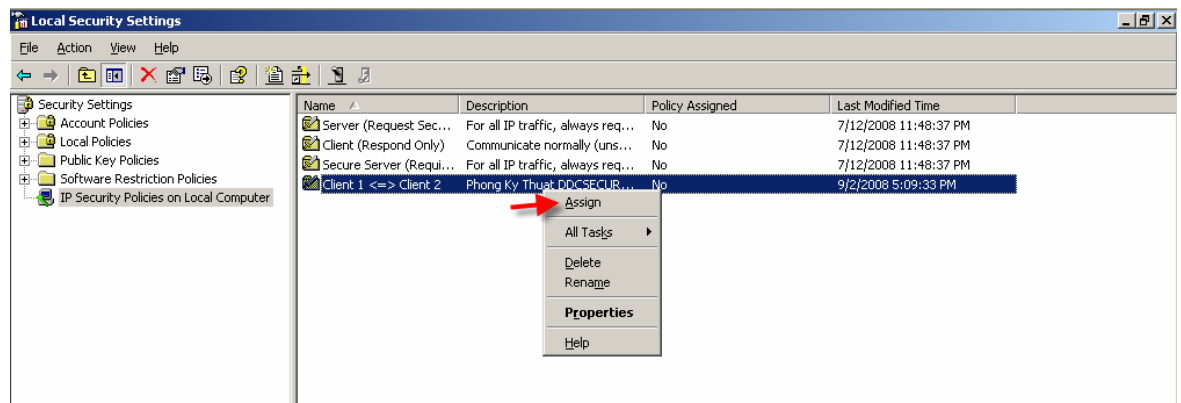 Local Security Settings
File Action View Help
Security Settings
Account Policies
Local Policies
Public Key Policies
Software Restriction Policies
IP Security Policies on Local Computer
Name Description Policy Assigned Last Modified Time
Server (Request Sec... For all IP traffic, always req... No 7/12/2008 11:48:37 PM
Client (Respond Only) Communicate normally (uns... No 7/12/2008 11:48:37 PM
Secure Server (Requi... For all IP traffic, always req... No 7/12/2008 11:48:37 PM
Client 1 <=> Client 2 Phong Ky Thuat DDCSECUR... No 9/2/2008 5:09:33 PM
Assign
All Tasks
Delete
Rename
Properties
Help